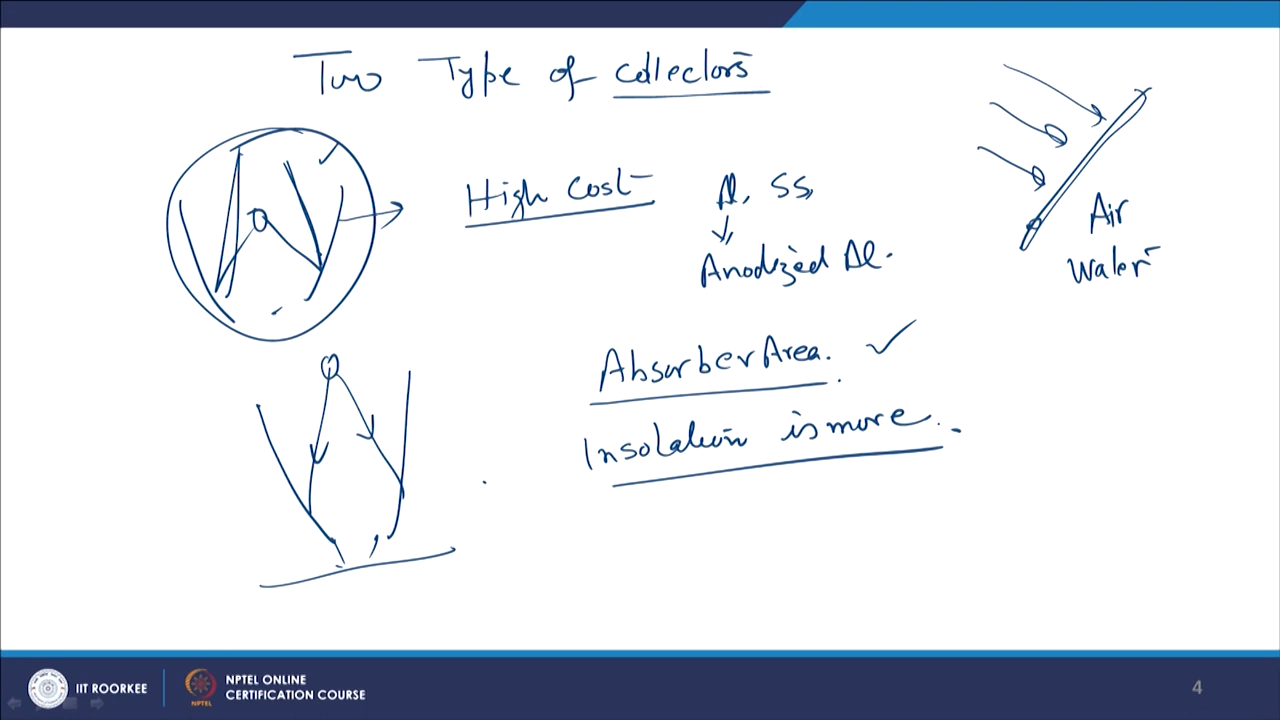 Two Type of Collectors
High Cost
Al, SS,
Anodized Al.
Air
Water
Absorber Area.
Insolation is more.
IIT ROORKEE
NPTEL ONLINE
CERTIFICATION COURSE
NPTEL
4